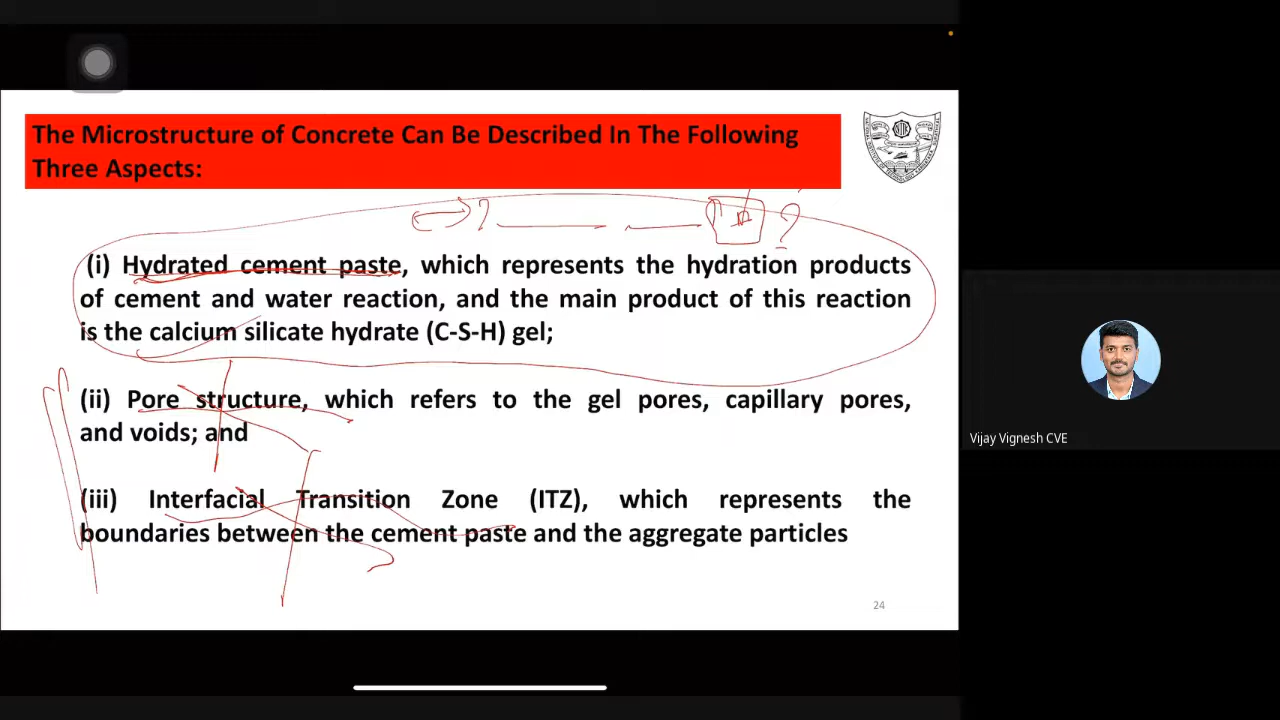 The Microstructure of Concrete Can Be Described In The Following
Three Aspects:
?
?
(i) Hydrated cement paste, which represents the hydration products
of cement and water reaction, and the main product of this reaction
is the calcium silicate hydrate (C-S-H) gel;
(ii) Pore structure, which refers to the gel pores, capillary pores,
and voids; and
(iii) Interfacial Transition Zone (ITZ), which represents the
boundaries between the cement paste and the aggregate particles
24
Vijay Vignesh CVE